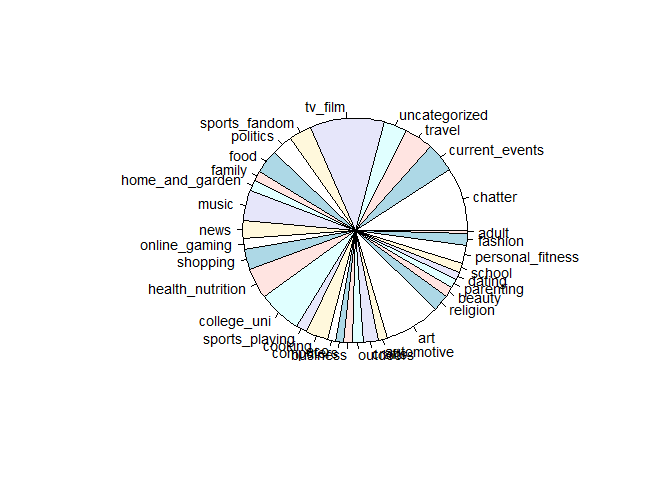 tv_film
uncategorized
travel
current_events
chatter
adult
fashion
personal_fitness
school
dating
parenting
beauty
religion
art
automotive
outdoors
business
computers
cooking
sports_playing
college_uni
health_nutrition
shopping
online_gaming
news
music
home_and_garden
family
food
politics
sports_fandom